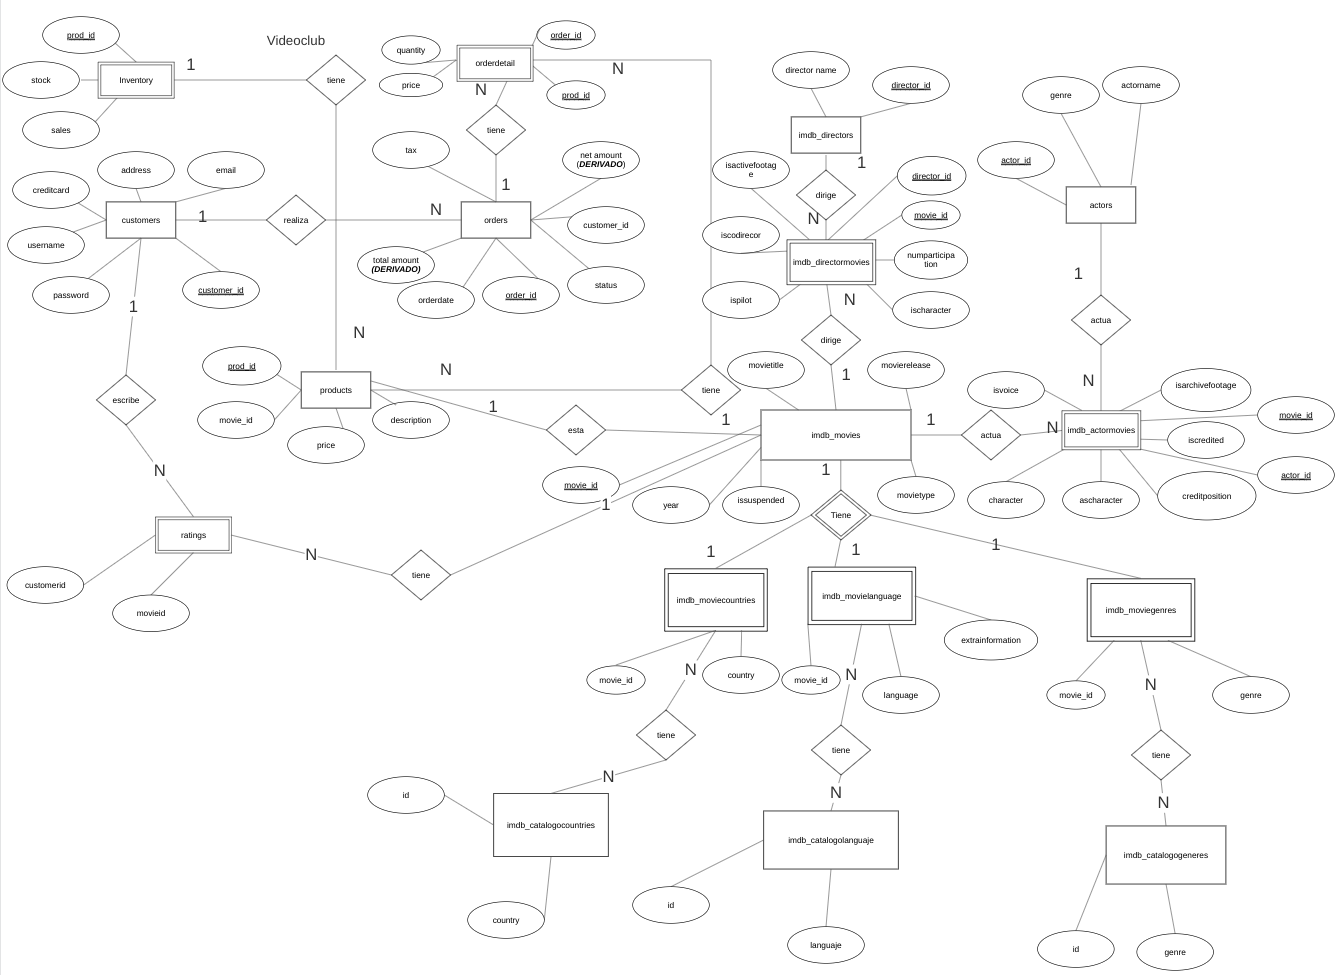 Videoclub
prod_id
stock
sales
Inventory
1
tiene
quantity
price
orderdetail
order_id
prod_id
N
N
tiene
1
tax
net amount
(DERIVADO)
customer_id
status
order_id
orderdate
total amount
(DERIVADO)
orders
N
realiza
1
address
email
creditcard
username
password
customer_id
customers
1
escribe
N
N
prod_id
movie_id
price
description
products
N
1
tiene
1
esta
director name
director_id
imdb_directors
1
dirige
N
isactivefootag
e
iscodirecor
ispilot
director_id
movie_id
numparticipa
tion
ischaracter
imdb_directormovies
N
dirige
1
movietitle
movierelease
imdb_movies
movie_id
year
issuspended
movietype
1
1
1
actua
N
genre
actorname
actor_id
actors
1
actua
N
isvoice
isarchivefootage
movie_id
iscredited
actor_id
creditposition
ascharacter
character
imdb_actormovies
ratings
customerid
movieid
N
tiene
Tiene
1
1
1
imdb_moviecountries
imdb_movielanguage
imdb_moviegenres
extrainformation
movie_id
N
country
movie_id
N
language
movie_id
N
genre
tiene
tiene
tiene
N
N
N
id
imdb_catalogocountries
country
imdb_catalogolanguaje
id
languaje
imdb_catalogogeneres
id
genre